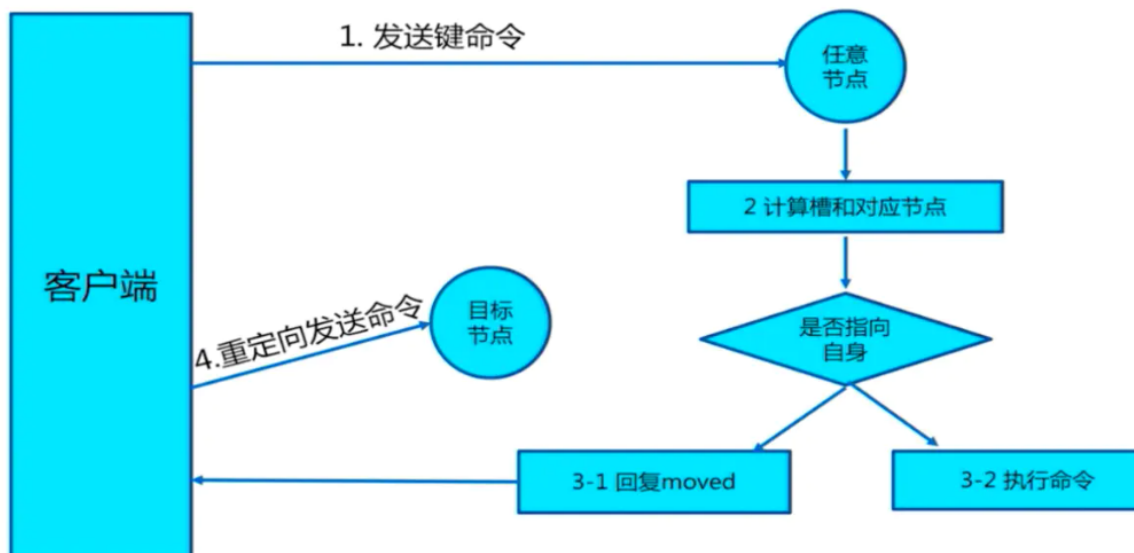 1. 发送键命令
任意
节点
2 计算槽和对应节点
客户端
4.重定向发送命令
目标
节点
是否指向
自身
3-1 回复moved
3-2 执行命令